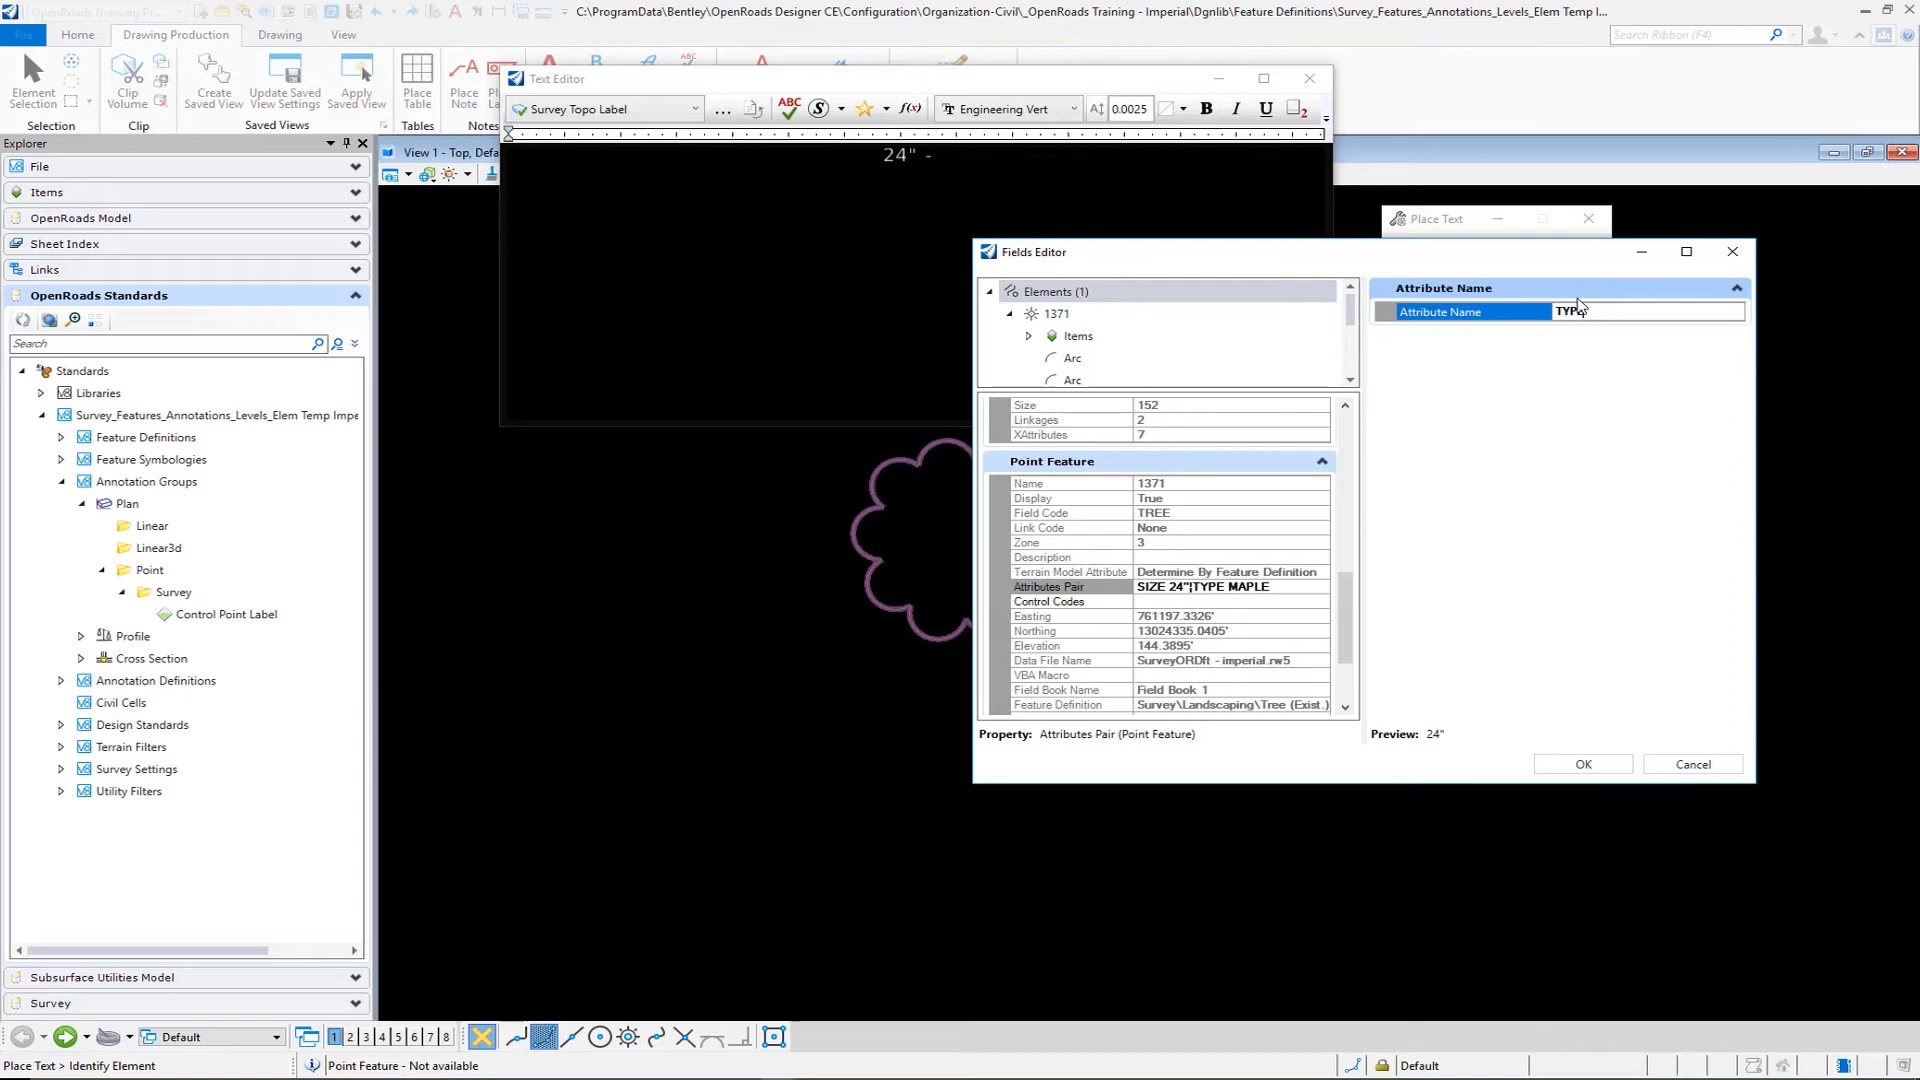 C:\ProgramData\Bentley\OpenRoads Designer CE\Configuration\Organization-Civil\_OpenRoads Training - Imperial\Dgnlib\Feature Definitions\Survey_Features_Annotations_Levels_Elem Temp I...
File Home Drawing Production Drawing View
Search Ribbon (F4)
Element Selection
Clip Volume
Create Saved View
Update Saved View Settings
Apply Saved View
Place Table
Place Note
Selection Clip Saved Views Tables Notes
Text Editor
Survey Topo Label
ABC
f(x)
Engineering Vert
0.0025
B I U
24" -
Explorer
File
Items
OpenRoads Model
Sheet Index
Links
OpenRoads Standards
Search
Standards
Libraries
Survey_Features_Annotations_Levels_Elem Temp Impe
Feature Definitions
Feature Symbologies
Annotation Groups
Plan
Linear
Linear3d
Point
Survey
Control Point Label
Profile
Cross Section
Annotation Definitions
Civil Cells
Design Standards
Terrain Filters
Survey Settings
Utility Filters
Subsurface Utilities Model
Survey
View 1 - Top, Defa
Place Text
Fields Editor
Elements (1)
1371
Items
Arc
Arc
Size 152
Linkages 2
XAttributes 7
Point Feature
Name 1371
Display True
Field Code TREE
Link Code None
Zone 3
Description
Terrain Model Attribute Determine By Feature Definition
Attributes Pair SIZE 24"¦TYPE MAPLE
Control Codes
Easting 761197.3326'
Northing 13024335.0405'
Elevation 144.3895'
Data File Name SurveyORDft - imperial.rw5
VBA Macro
Field Book Name Field Book 1
Feature Definition Survey\Landscaping\Tree (Exist.)
Attribute Name
Attribute Name TYPE
Property: Attributes Pair (Point Feature)
Preview: 24"
OK Cancel
Default
1 2 3 4 5 6 7 8
Place Text > Identify Element
Point Feature - Not available
Default